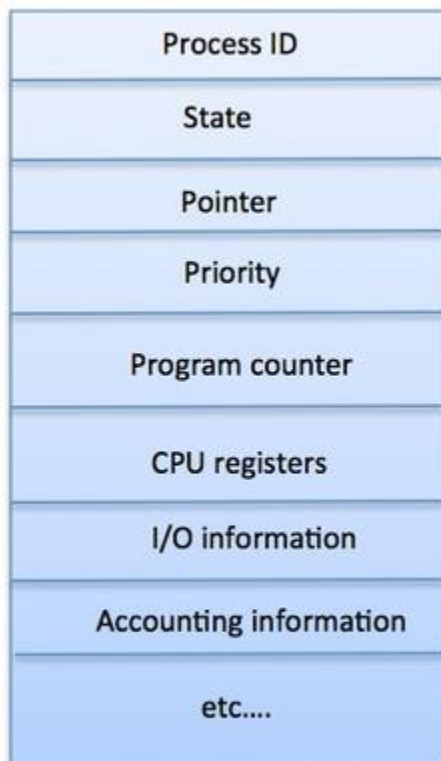 Process ID
State
Pointer
Priority
Program counter
CPU registers
I/O information
Accounting information
etc....